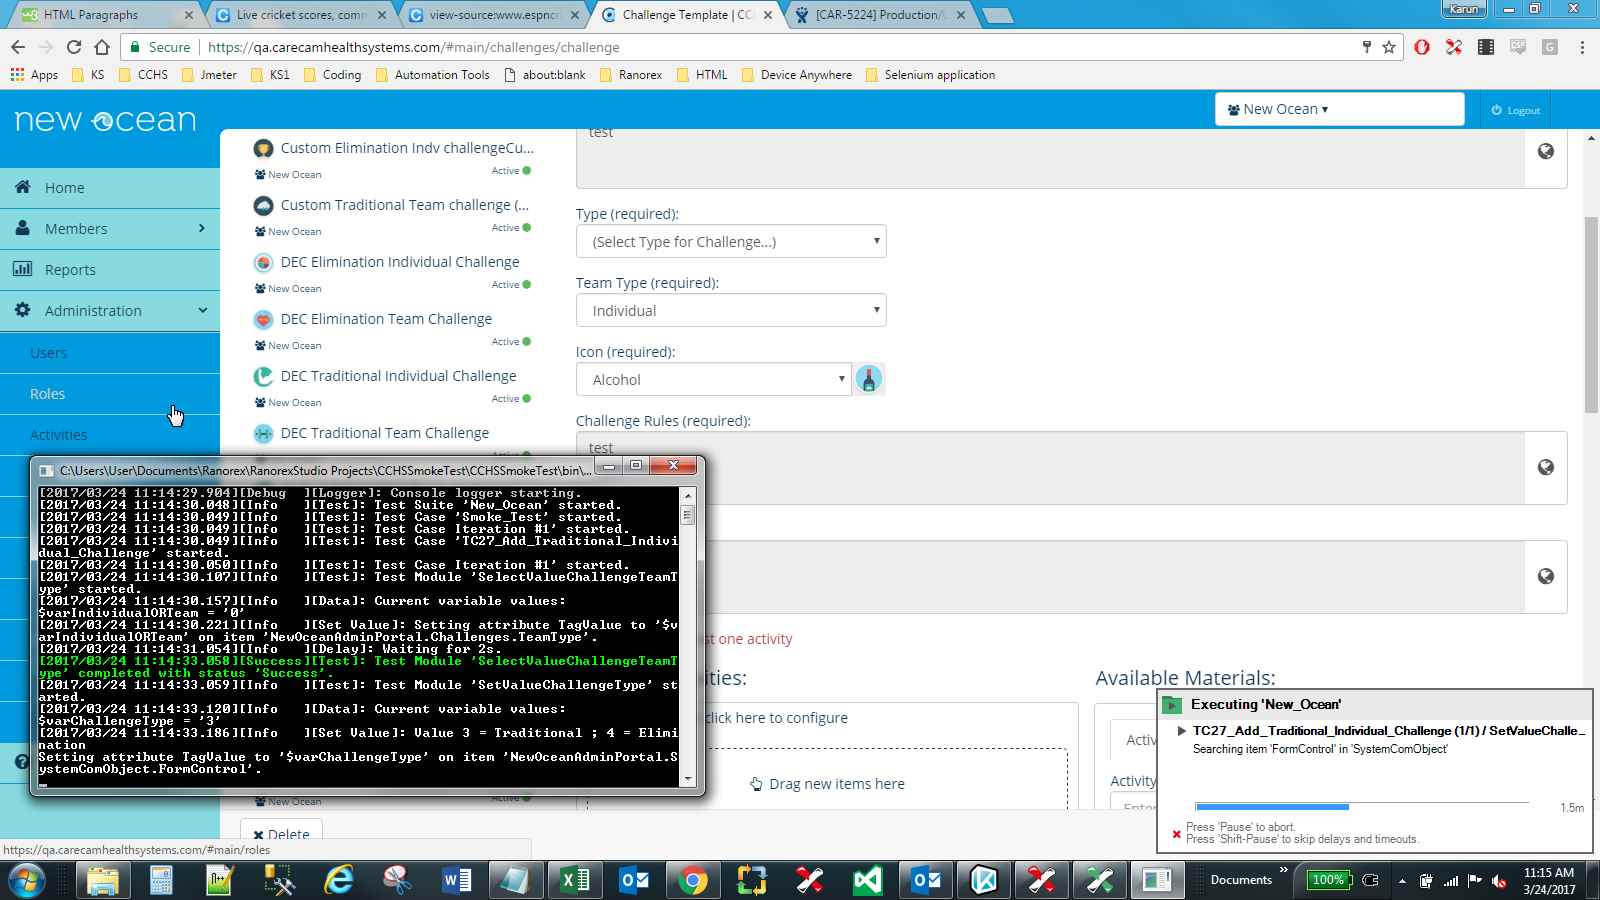 HTML Paragraphs
Live cricket scores, comm
view-source:www.espncri
Challenge Template | CC
[CAR-5224] Production/U
Karun
Secure
https://qa.carecamhealthsystems.com/#main/challenges/challenge
Apps
KS
CCHS
Jmeter
KS1
Coding
Automation Tools
about:blank
Ranorex
HTML
Device Anywhere
Selenium application
new ocean
New Ocean ▾
Logout
Home
Members
Reports
Administration
Users
Roles
Activities
Custom Elimination Indv challengeCu...
New Ocean
Active
Custom Traditional Team challenge (...
New Ocean
Active
DEC Elimination Individual Challenge
New Ocean
Active
DEC Elimination Team Challenge
New Ocean
Active
DEC Traditional Individual Challenge
New Ocean
Active
DEC Traditional Team Challenge
New Ocean
Active
Delete
test
Type (required):
(Select Type for Challenge...)
Team Type (required):
Individual
Icon (required):
Alcohol
Challenge Rules (required):
test
st one activity
ities:
click here to configure
Drag new items here
Available Materials:
Activ
Activity
Enter
C:\Users\User\Documents\Ranorex\RanorexStudio Projects\CCHSSmokeTest\CCHSSmokeTest\bin\...
[2017/03/24 11:14:29.904][Debug ][Logger]: Console logger starting.
[2017/03/24 11:14:30.048][Info ][Test]: Test Suite 'New_Ocean' started.
[2017/03/24 11:14:30.049][Info ][Test]: Test Case 'Smoke_Test' started.
[2017/03/24 11:14:30.049][Info ][Test]: Test Case Iteration #1' started.
[2017/03/24 11:14:30.049][Info ][Test]: Test Case 'TC27_Add_Traditional_Indivi
dual_Challenge' started.
[2017/03/24 11:14:30.050][Info ][Test]: Test Case Iteration #1' started.
[2017/03/24 11:14:30.107][Info ][Test]: Test Module 'SelectValueChallengeTeamT
ype' started.
[2017/03/24 11:14:30.157][Info ][Data]: Current variable values:
$varIndividualORTeam = '0'
[2017/03/24 11:14:30.221][Info ][Set Value]: Setting attribute TagValue to '$v
arIndividualORTeam' on item 'NewOceanAdminPortal.Challenges.TeamType'.
[2017/03/24 11:14:31.054][Info ][Delay]: Waiting for 2s.
[2017/03/24 11:14:33.058][Success][Test]: Test Module 'SelectValueChallengeTeamT
ype' completed with status 'Success'.
[2017/03/24 11:14:33.059][Info ][Test]: Test Module 'SetValueChallengeType' st
arted.
[2017/03/24 11:14:33.120][Info ][Data]: Current variable values:
$varChallengeType = '3'
[2017/03/24 11:14:33.186][Info ][Set Value]: Value 3 = Traditional ; 4 = Elimi
nation
Setting attribute TagValue to '$varChallengeType' on item 'NewOceanAdminPortal.S
ystemComObject.FormControl'.
Executing 'New_Ocean'
TC27_Add_Traditional_Individual_Challenge (1/1) / SetValueChalle...
Searching item 'FormControl' in 'SystemComObject'
1.5m
Press 'Pause' to abort.
Press 'Shift-Pause' to skip delays and timeouts.
https://qa.carecamhealthsystems.com/#main/roles
Documents
100%
11:15 AM
3/24/2017